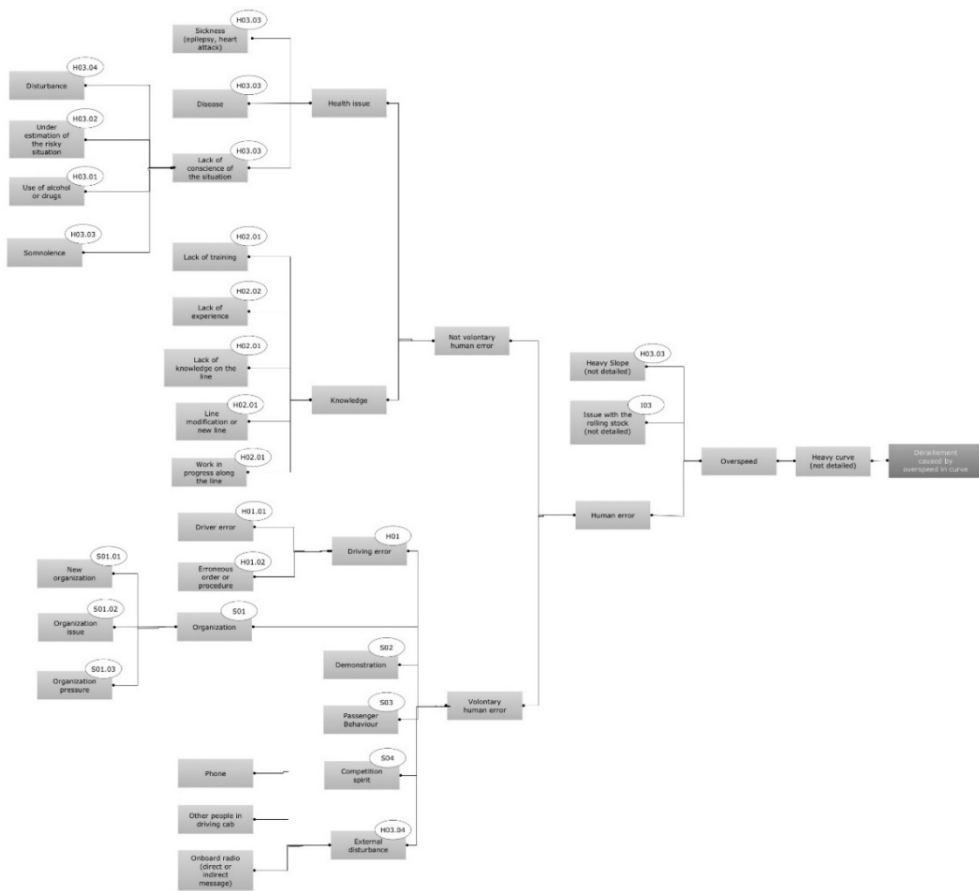 H03.03
Sickness
(epilepsy, heart
attack)
H03.04
Disturbance
H03.03
Disease
Health issue
H03.02
Under
estimation of
the risky
situation
H03.03
Lack of
conscience of
the situation
H03.01
Use of alcohol
or drugs
H03.03
Somnolence
H02.01
Lack of training
H02.02
Lack of
experience
Not volontary
human error
H02.01
Lack of
knowledge on the
line
H03.03
Heavy Slope
(not detailed)
Knowledge
H02.01
Line
modification or
new line
I03
Issue with the
rolling stock
(not detailed)
H02.01
Work in
progress along
the line
Overspeed
Heavy curve
(not detailed)
Déraillement
caused by
overspeed in curve
H01.01
Driver error
Human error
H01
Driving error
H01.02
Erroneous
order or
procedure
S01.01
New
organization
S01.02
Organization
issue
S01
Organization
S02
Demonstration
S01.03
Organization
pressure
S03
Passenger
Behaviour
Volontary
human error
S04
Competition
spirit
Phone
Other people in
driving cab
H03.04
External
disturbance
Onboard radio
(direct or
indirect
message)